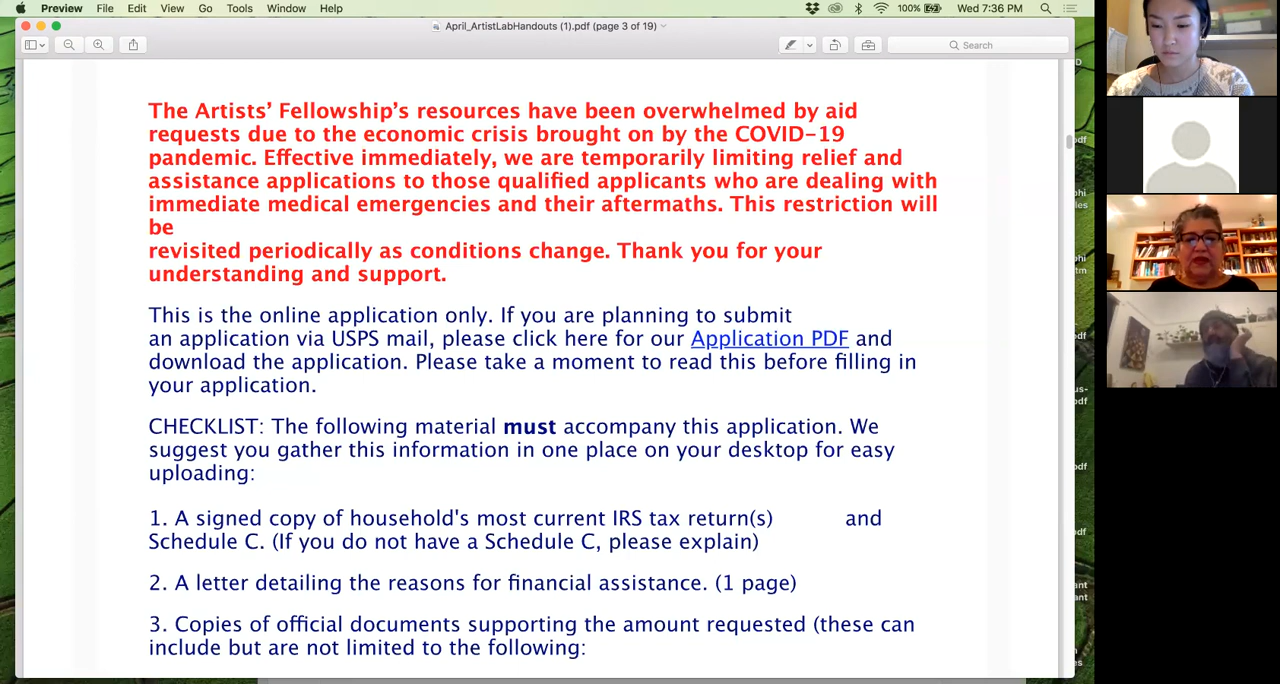 Preview File Edit View Go Tools Window Help 100% Wed 7:36 PM
April_ArtistLabHandouts (1).pdf (page 3 of 19)
Search
The Artists' Fellowship's resources have been overwhelmed by aid
requests due to the economic crisis brought on by the COVID-19
pandemic. Effective immediately, we are temporarily limiting relief and
assistance applications to those qualified applicants who are dealing with
immediate medical emergencies and their aftermaths. This restriction will
be
revisited periodically as conditions change. Thank you for your
understanding and support.
This is the online application only. If you are planning to submit
an application via USPS mail, please click here for our Application PDF and
download the application. Please take a moment to read this before filling in
your application.
CHECKLIST: The following material must accompany this application. We
suggest you gather this information in one place on your desktop for easy
uploading:
1. A signed copy of household's most current IRS tax return(s) and
Schedule C. (If you do not have a Schedule C, please explain)
2. A letter detailing the reasons for financial assistance. (1 page)
3. Copies of official documents supporting the amount requested (these can
include but are not limited to the following: